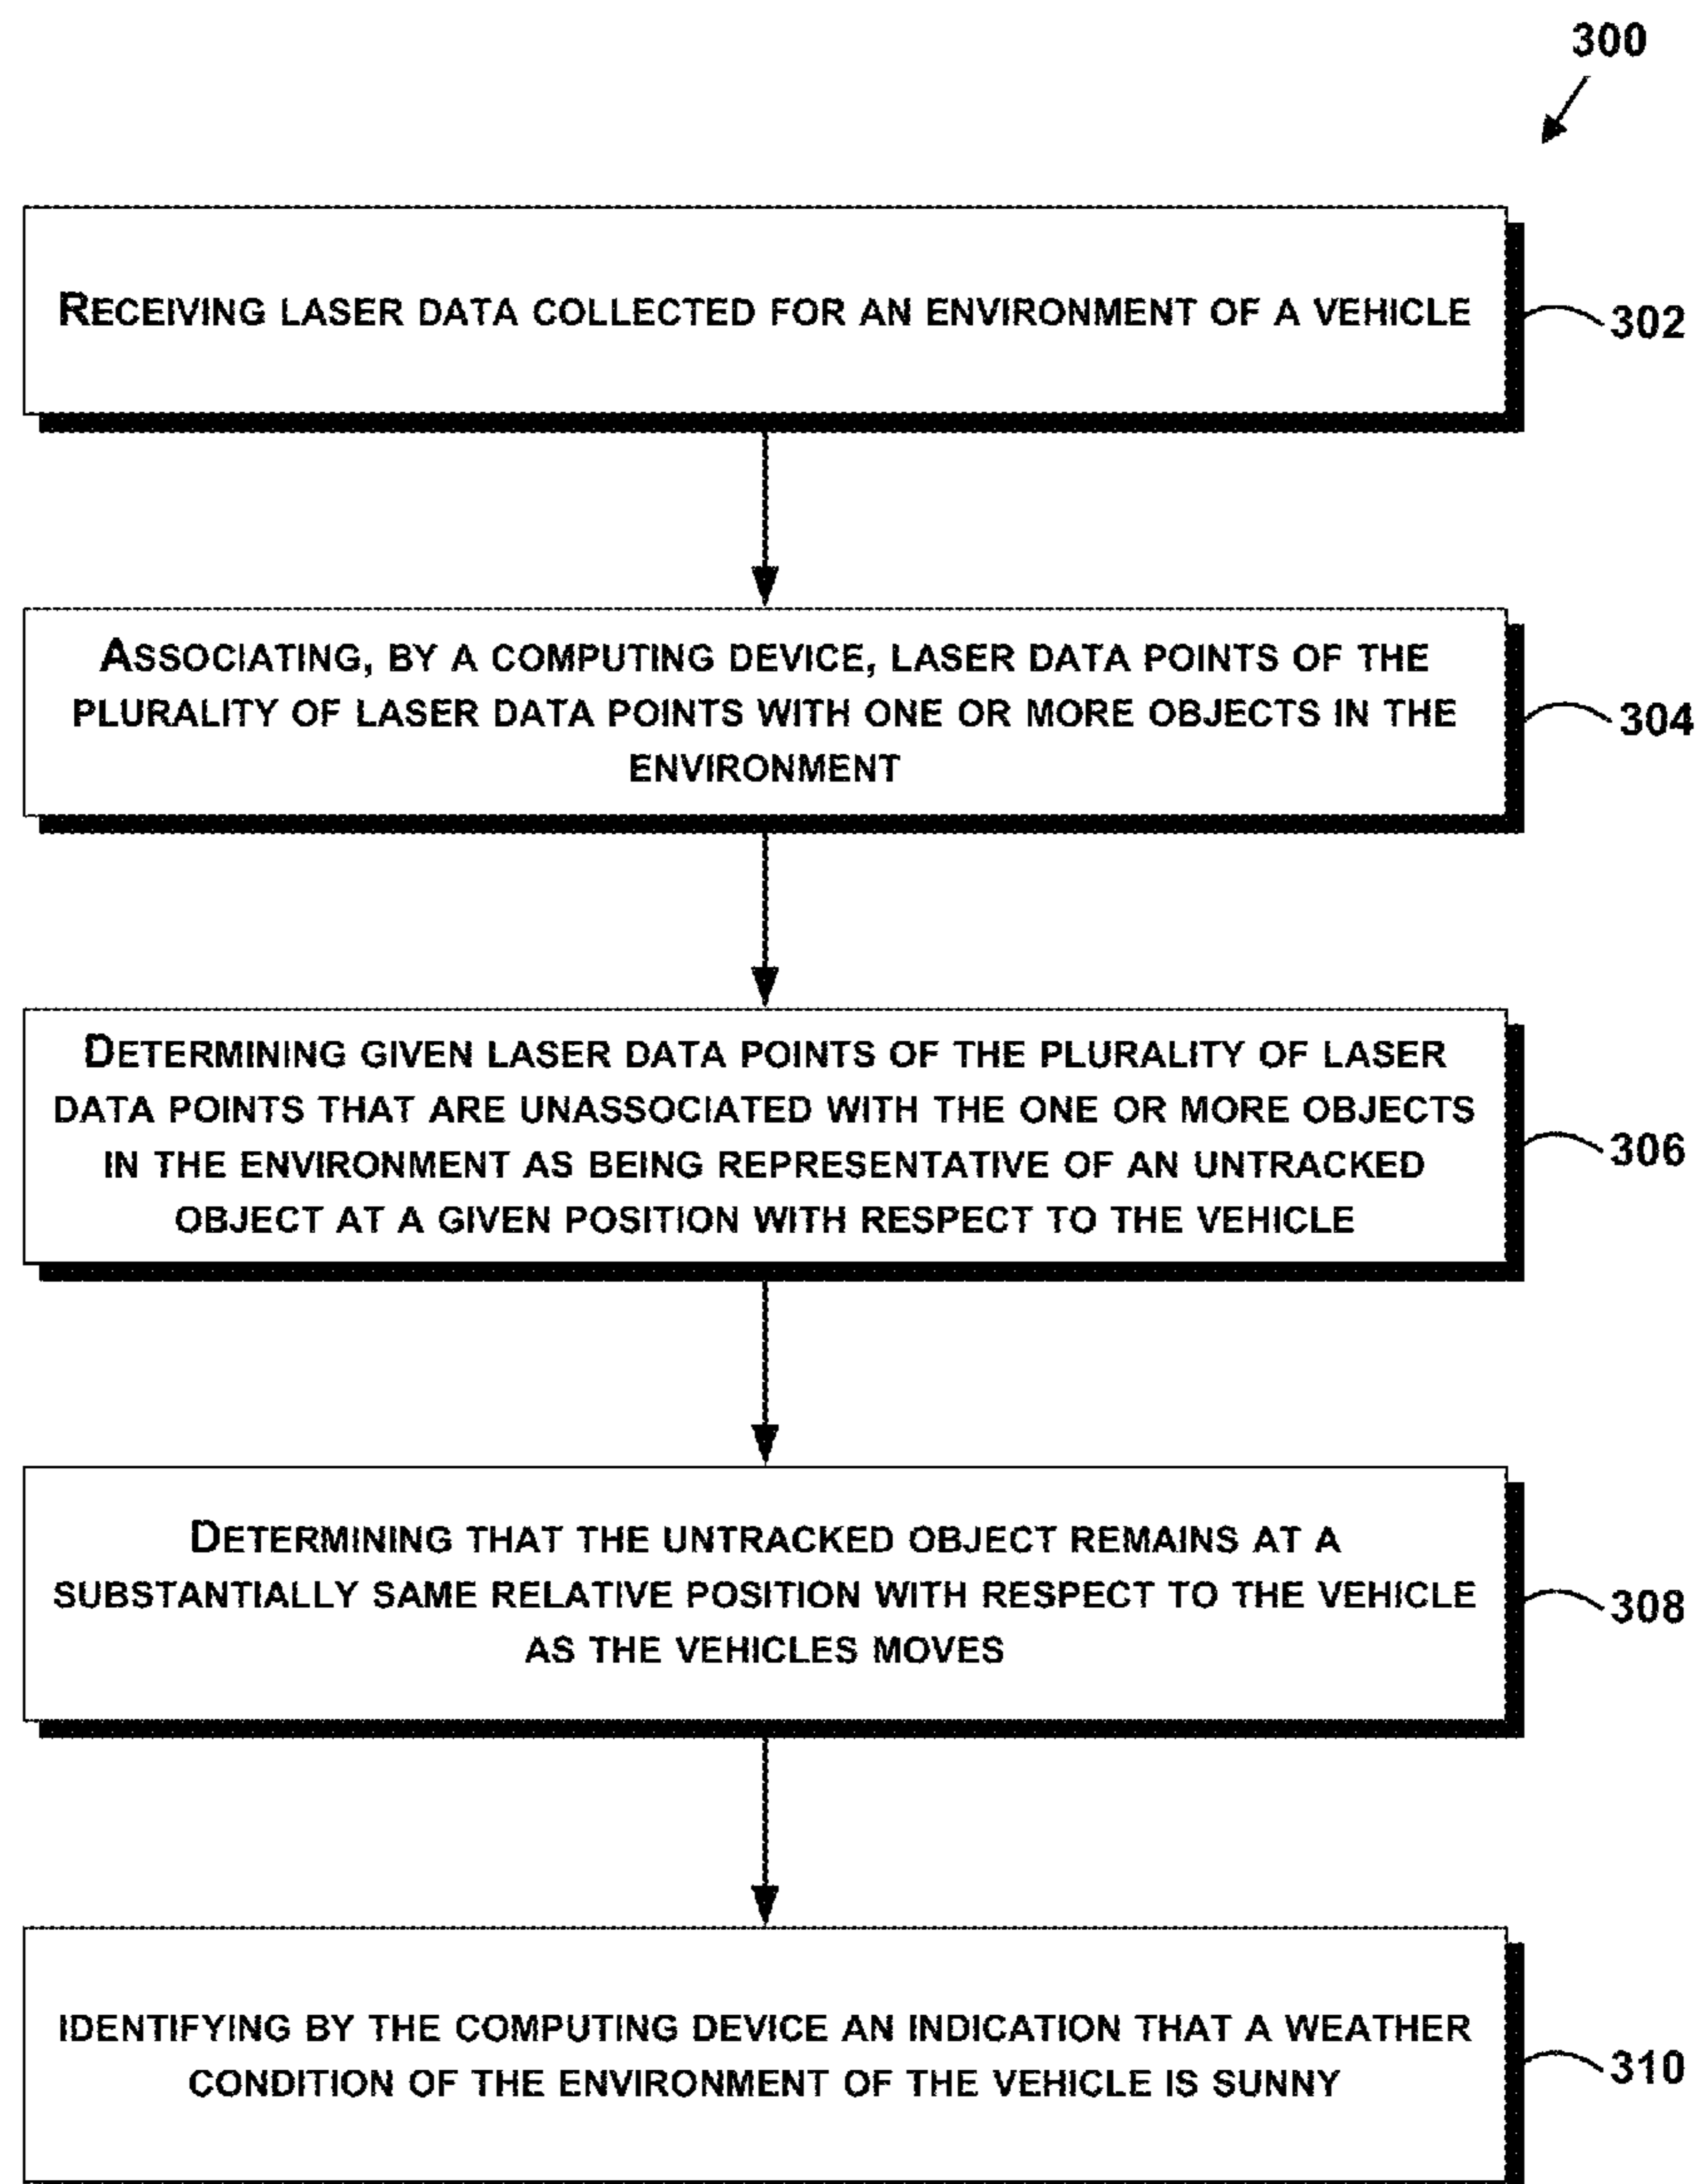 300
RECEIVING LASER DATA COLLECTED FOR AN ENVIRONMENT OF A VEHICLE
302
ASSOCIATING, BY A COMPUTING DEVICE, LASER DATA POINTS OF THE
PLURALITY OF LASER DATA POINTS WITH ONE OR MORE OBJECTS IN THE
ENVIRONMENT
304
DETERMINING GIVEN LASER DATA POINTS OF THE PLURALITY OF LASER
DATA POINTS THAT ARE UNASSOCIATED WITH THE ONE OR MORE OBJECTS
IN THE ENVIRONMENT AS BEING REPRESENTATIVE OF AN UNTRACKED
OBJECT AT A GIVEN POSITION WITH RESPECT TO THE VEHICLE
306
DETERMINING THAT THE UNTRACKED OBJECT REMAINS AT A
SUBSTANTIALLY SAME RELATIVE POSITION WITH RESPECT TO THE VEHICLE
AS THE VEHICLES MOVES
308
IDENTIFYING BY THE COMPUTING DEVICE AN INDICATION THAT A WEATHER
CONDITION OF THE ENVIRONMENT OF THE VEHICLE IS SUNNY
310